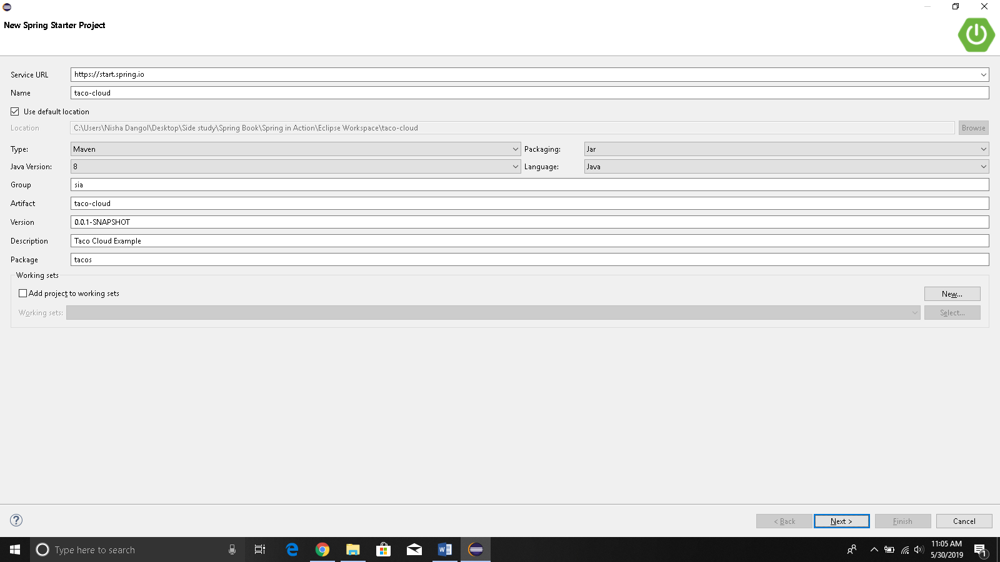 New Spring Starter Project
Service URL https://start.spring.io
Name taco-cloud
Use default location
Location C:\Users\Nisha Dangol\Desktop\Side study\Spring Book\Spring in Action\Eclipse Workspace\taco-cloud Browse
Type: Maven Packaging: Jar
Java Version: 8 Language: Java
Group sia
Artifact taco-cloud
Version 0.0.1-SNAPSHOT
Description Taco Cloud Example
Package tacos
Working sets
Add project to working sets New...
Working sets: Select...
? < Back Next > Finish Cancel
Type here to search 11:05 AM
5/30/2019 1